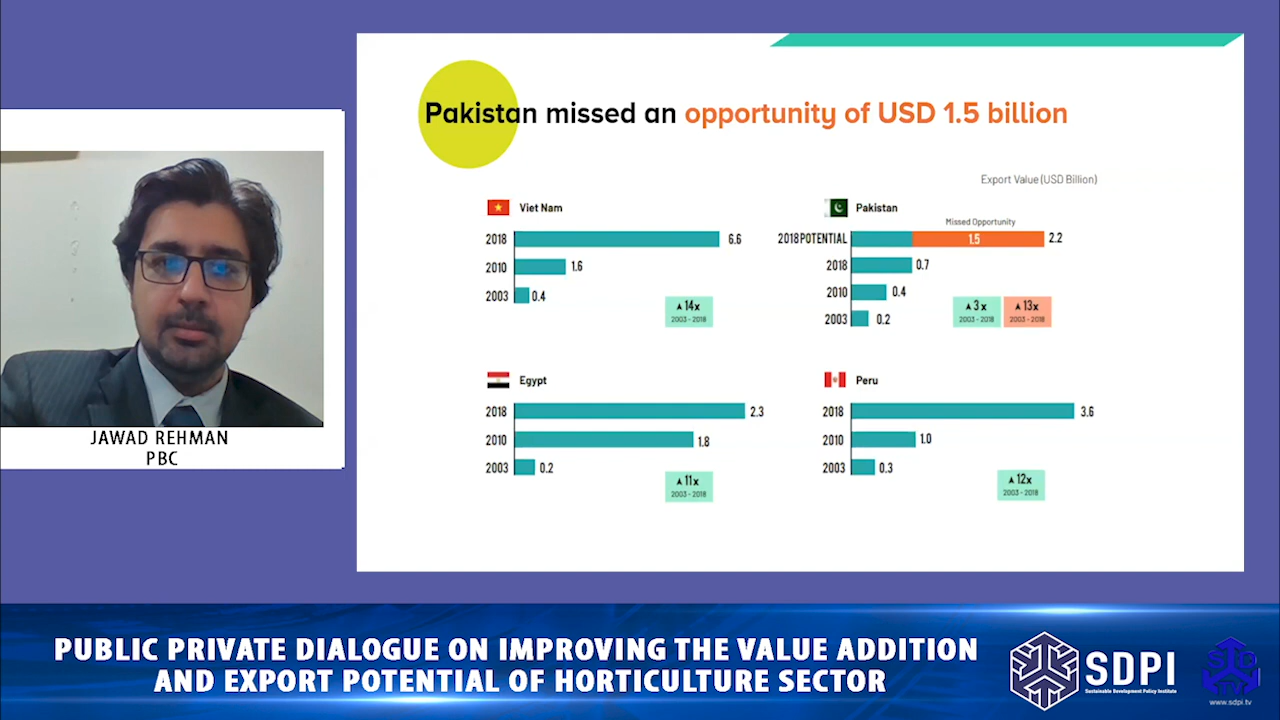 Pakistan missed an opportunity of USD 1.5 billion
Export Value (USD Billion)
Viet Nam
2018 6.6
2010 1.6
2003 0.4
▲14x
2003 - 2018
Pakistan
Missed Opportunity
2018 POTENTIAL 1.5 2.2
2018 0.7
2010 0.4
2003 0.2
▲3x
2003 - 2018
▲13x
2003 - 2018
Egypt
2018 2.3
2010 1.8
2003 0.2
▲11x
2003 - 2018
Peru
2018 3.6
2010 1.0
2003 0.3
▲12x
2003 - 2018
JAWAD REHMAN
PBC
PUBLIC PRIVATE DIALOGUE ON IMPROVING THE VALUE ADDITION
AND EXPORT POTENTIAL OF HORTICULTURE SECTOR
SDPI
Sustainable Development Policy Institute
SD
TV
www.sdpi.tv